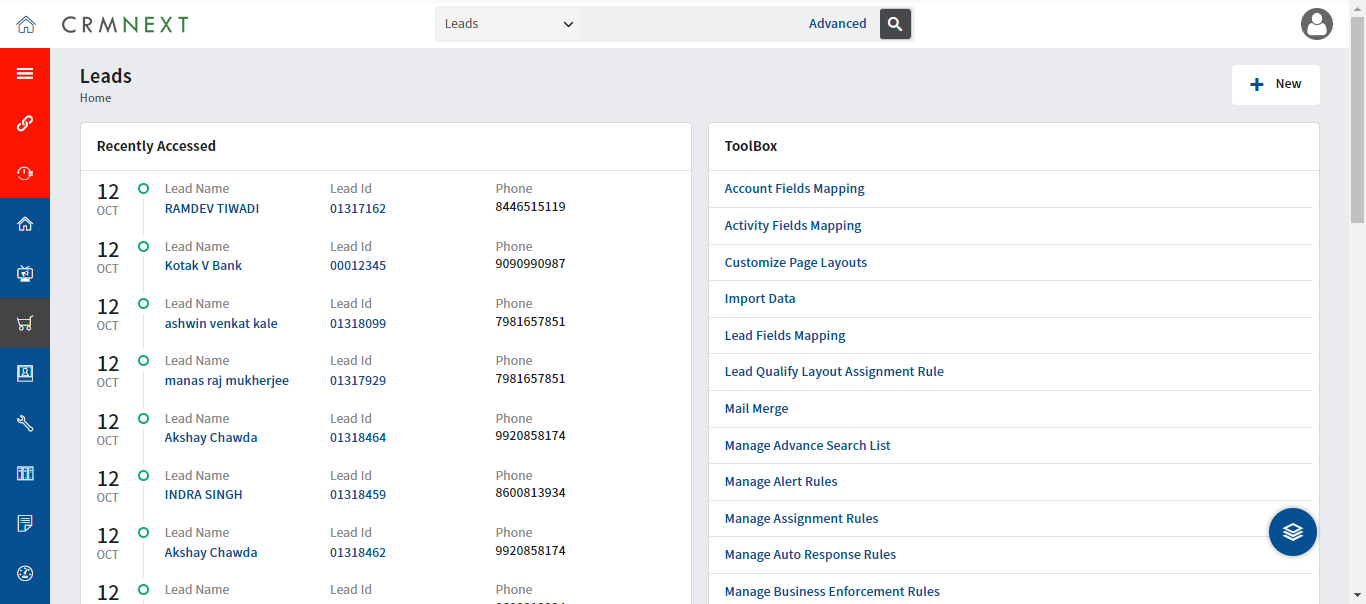 CRMNEXT
Leads
Advanced
Leads
Home
New
Recently Accessed
12 OCT
Lead Name Lead Id Phone
RAMDEV TIWADI 01317162 8446515119
12 OCT
Lead Name Lead Id Phone
Kotak V Bank 00012345 9090990987
12 OCT
Lead Name Lead Id Phone
ashwin venkat kale 01318099 7981657851
12 OCT
Lead Name Lead Id Phone
manas raj mukherjee 01317929 7981657851
12 OCT
Lead Name Lead Id Phone
Akshay Chawda 01318464 9920858174
12 OCT
Lead Name Lead Id Phone
INDRA SINGH 01318459 8600813934
12 OCT
Lead Name Lead Id Phone
Akshay Chawda 01318462 9920858174
12
Lead Name Lead Id Phone
ToolBox
Account Fields Mapping
Activity Fields Mapping
Customize Page Layouts
Import Data
Lead Fields Mapping
Lead Qualify Layout Assignment Rule
Mail Merge
Manage Advance Search List
Manage Alert Rules
Manage Assignment Rules
Manage Auto Response Rules
Manage Business Enforcement Rules